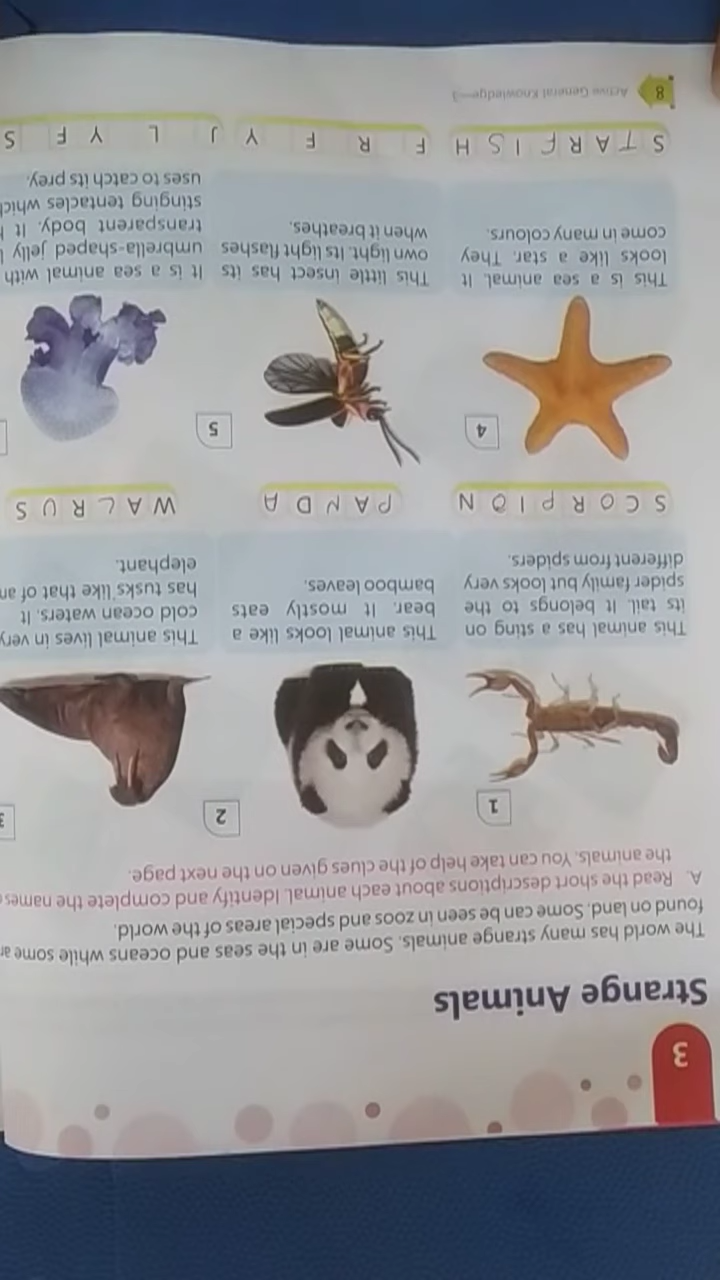 3
Strange Animals
The world has many strange animals. Some are in the seas and oceans while some
found on land. Some can be seen in zoos and special areas of the world.
A. Read the short descriptions about each animal. Identify and complete the names
the animals. You can take help of the clues given on the next page.
1
This animal has a sting on
its tail. It belongs to the
spider family but looks very
different from spiders.
S C O R P I O N
2
This animal looks like a
bear. It mostly eats
bamboo leaves.
P A N D A
3
This animal lives in very
cold ocean waters. It
has tusks like that of an
elephant.
W A L R U S
4
This is a sea animal. It
looks like a star. They
come in many colours.
S T A R F I S H
5
This little insect has its
own light. Its light flashes
when it breathes.
F R F Y
It is a sea animal with
umbrella-shaped jelly
transparent body. It
stinging tentacles which
uses to catch its prey.
J L Y F S
8 Active General Knowledge—3